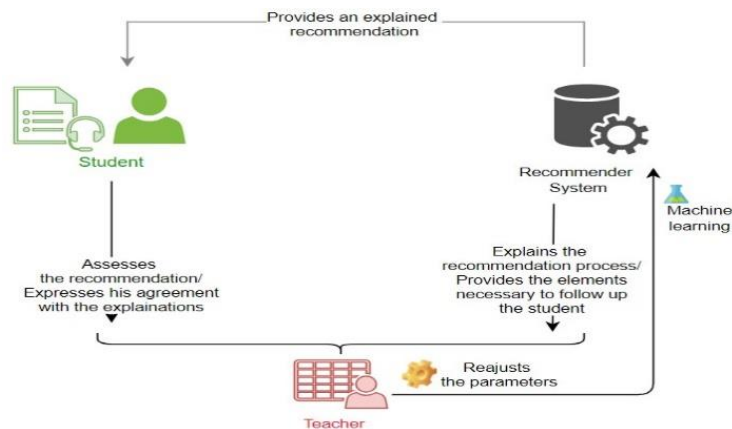 Provides an explained
recommendation
Student
Recommender
System
Machine
learning
Assesses
the recommendation/
Expresses his agreement
with the explainations
Explains the
recommendation process/
Provides the elements
necessary to follow up
the student
Reajusts
the parameters
Teacher